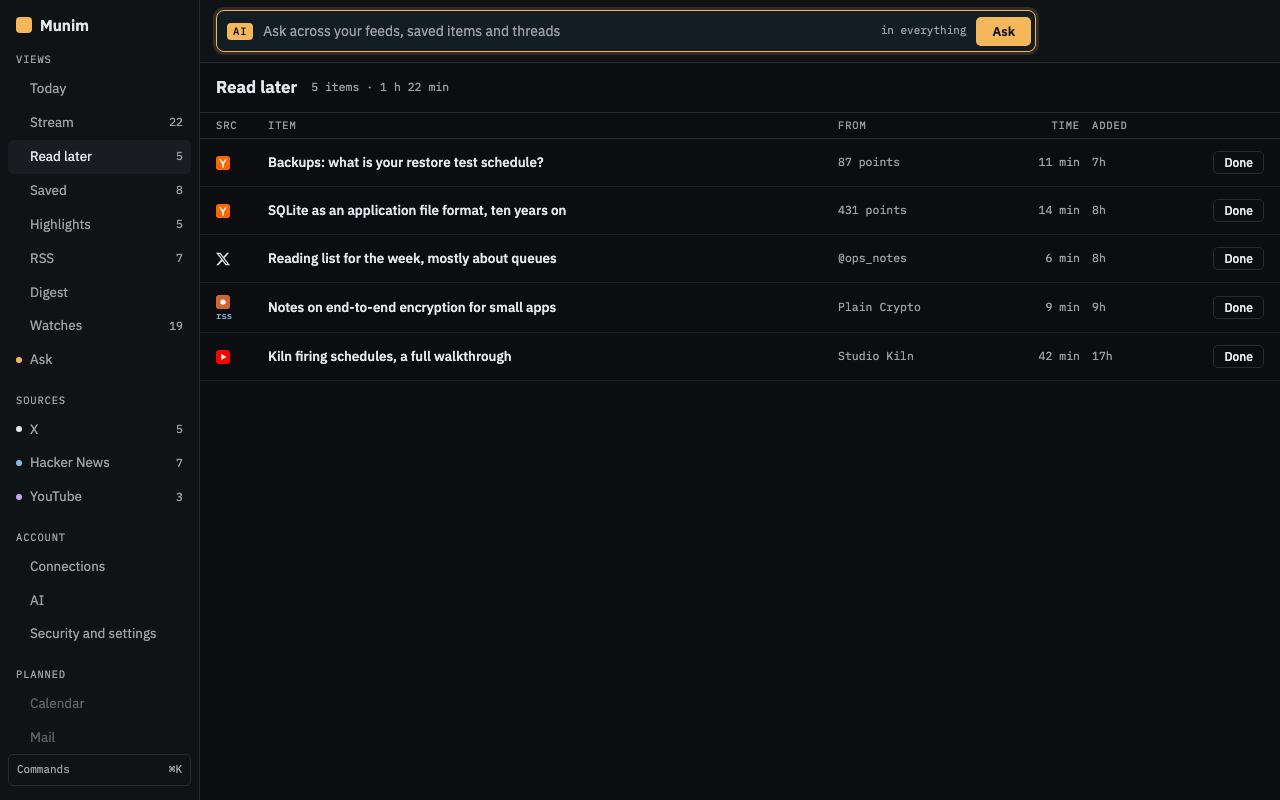 Munim
VIEWS
Today
Stream 22
Read later 5
Saved 8
Highlights 5
RSS 7
Digest
Watches 19
Ask
SOURCES
X 5
Hacker News 7
YouTube 3
ACCOUNT
Connections
AI
Security and settings
PLANNED
Calendar
Mail
Commands ⌘K
AI Ask across your feeds, saved items and threads in everything Ask
Read later 5 items · 1 h 22 min
SRC ITEM FROM TIME ADDED
Y Backups: what is your restore test schedule? 87 points 11 min 7h Done
Y SQLite as an application file format, ten years on 431 points 14 min 8h Done
X Reading list for the week, mostly about queues @ops_notes 6 min 8h Done
rss Notes on end-to-end encryption for small apps Plain Crypto 9 min 9h Done
Kiln firing schedules, a full walkthrough Studio Kiln 42 min 17h Done